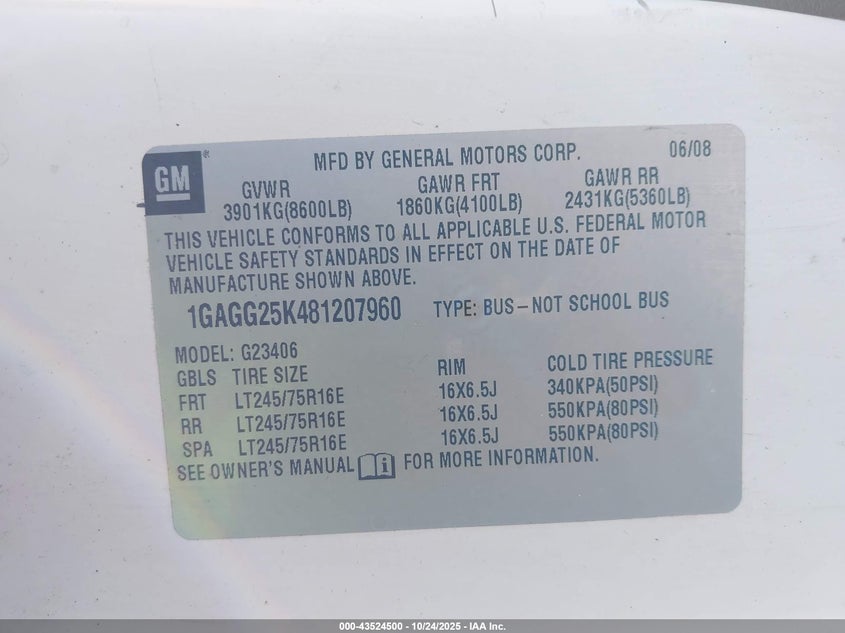 GM ® MFD BY GENERAL MOTORS CORP. 06/08
GVWR GAWR FRT GAWR RR
3901KG(8600LB) 1860KG(4100LB) 2431KG(5360LB)
THIS VEHICLE CONFORMS TO ALL APPLICABLE U.S. FEDERAL MOTOR
VEHICLE SAFETY STANDARDS IN EFFECT ON THE DATE OF
MANUFACTURE SHOWN ABOVE.
1GAGG25K481207960 TYPE: BUS-NOT SCHOOL BUS
MODEL: G23406
GBLS TIRE SIZE RIM COLD TIRE PRESSURE
FRT LT245/75R16E 16X6.5J 340KPA(50PSI)
RR LT245/75R16E 16X6.5J 550KPA(80PSI)
SPA LT245/75R16E 16X6.5J 550KPA(80PSI)
SEE OWNER'S MANUAL i FOR MORE INFORMATION.
000-43524500 - 10/24/2025 - IAA Inc.